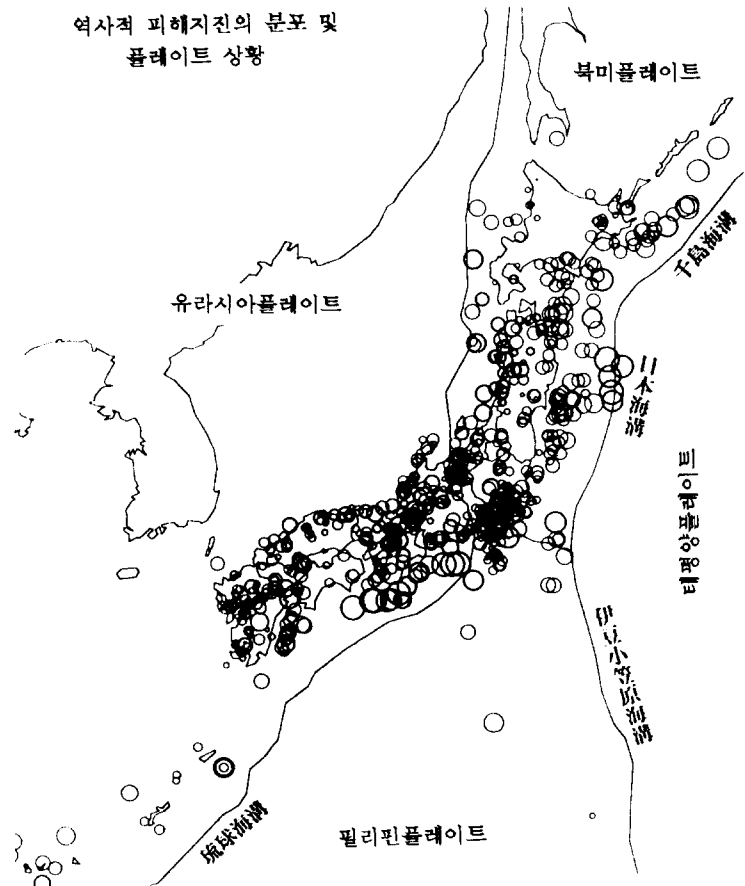 역사적 피해지진의 분포 및
플레이트 상황
북미플레이트
千島海溝
유라시아플레이트
日本海溝
태평양플레이트
伊豆小笠原海溝
琉球海溝
필리핀플레이트